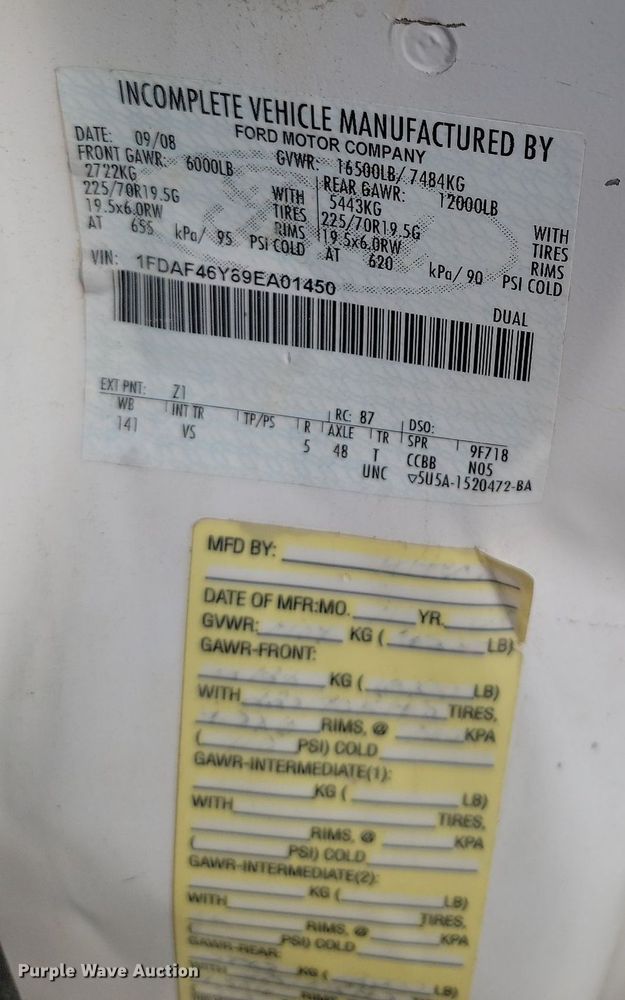 INCOMPLETE VEHICLE MANUFACTURED BY
FORD MOTOR COMPANY
DATE: 09/08 GVWR: 16500LB/ 7484KG
FRONT GAWR: 6000LB REAR GAWR: 12000LB
2722KG 5443KG
225/70R19.5G WITH TIRES 225/70R19.5G WITH TIRES
19.5x6.0RW RIMS 19.5x6.0RW RIMS
AT 655 kPa/ 95 PSI COLD AT 620 kPa/ 90 PSI COLD
VIN: 1FDAF46Y69EA01450
DUAL
EXT PNT: Z1 RC: 87 DSO:
WB INT TR TP/PS R AXLE TR SPR 9F718
141 VS 5 48 T CCBB N05
UNC ▽5U5A-1520472-BA
MFD BY:
DATE OF MFR:MO. YR.
GVWR: KG ( LB)
GAWR-FRONT:
KG ( LB)
WITH TIRES,
RIMS, @ KPA
( PSI) COLD
GAWR-INTERMEDIATE(1):
KG ( LB)
WITH TIRES,
RIMS, @ KPA
( PSI) COLD
GAWR-INTERMEDIATE(2):
KG ( LB)
WITH TIRES,
RIMS, @ KPA
( PSI) COLD
GAWR-REAR:
WITH KG ( LB)
Purple Wave Auction